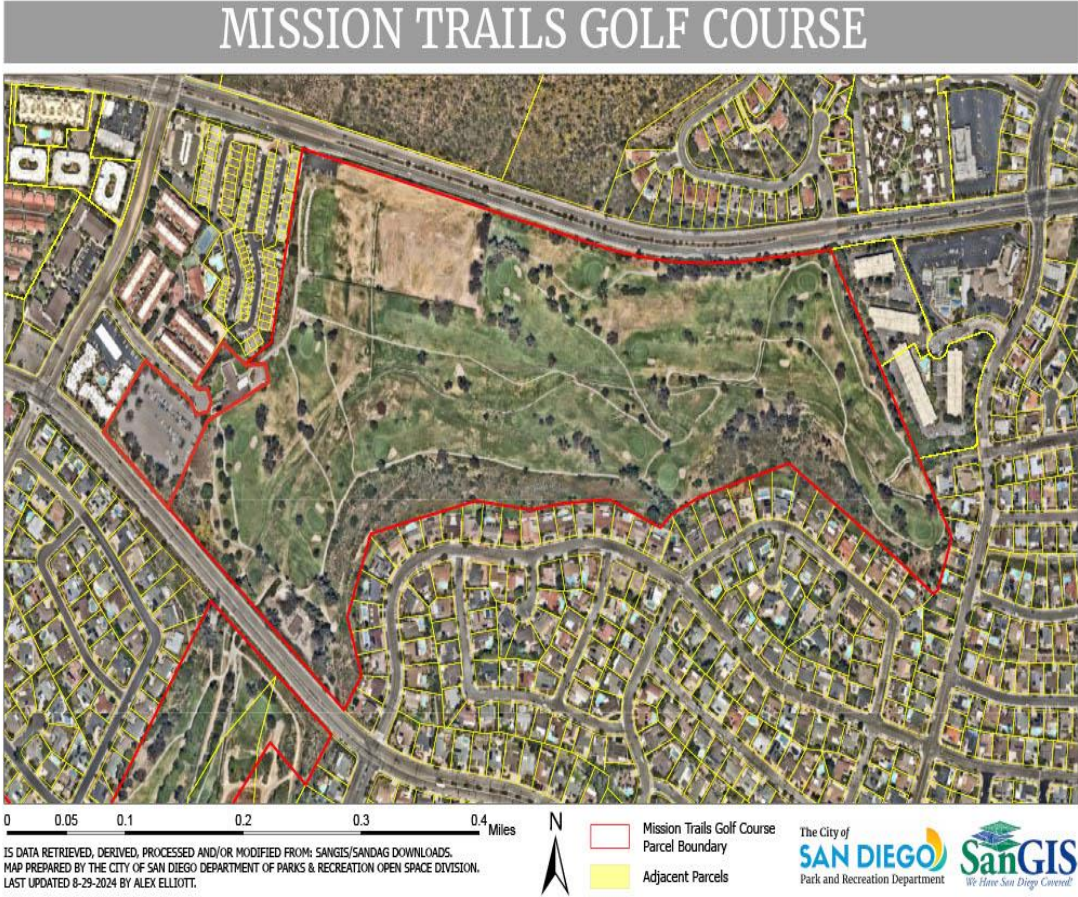 MISSION TRAILS GOLF COURSE
0 0.05 0.1 0.2 0.3 0.4 Miles
IS DATA RETRIEVED, DERIVED, PROCESSED AND/OR MODIFIED FROM: SANGIS/SANDAG DOWNLOADS.
MAP PREPARED BY THE CITY OF SAN DIEGO DEPARTMENT OF PARKS & RECREATION OPEN SPACE DIVISION.
LAST UPDATED 8-29-2024 BY ALEX ELLIOTT.
N
Mission Trails Golf Course
Parcel Boundary
Adjacent Parcels
The City of
SAN DIEGO
Park and Recreation Department
SanGIS
We Have San Diego Covered!